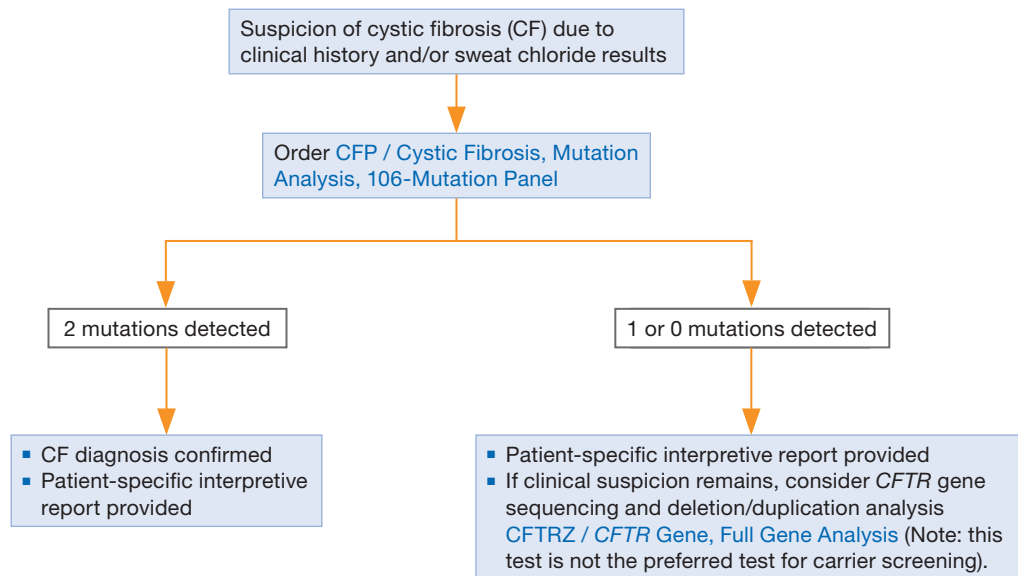 Suspicion of cystic fibrosis (CF) due to
clinical history and/or sweat chloride results
Order CFP / Cystic Fibrosis, Mutation
Analysis, 106-Mutation Panel
2 mutations detected
1 or 0 mutations detected
▪ CF diagnosis confirmed
▪ Patient-specific interpretive
report provided
▪ Patient-specific interpretive report provided
▪ If clinical suspicion remains, consider CFTR gene
sequencing and deletion/duplication analysis
CFTRZ / CFTR Gene, Full Gene Analysis (Note: this
test is not the preferred test for carrier screening).